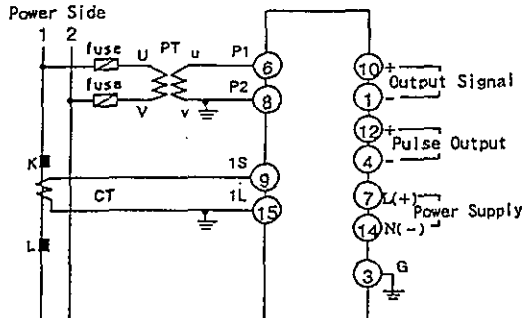 Power Side
1 2
fuse U PT u P1 6
fuse V v P2 8
K 1S 9
CT 1L 15
L
10 + Output Signal
1 -
12 + Pulse Output
4 -
7 L(+) Power Supply
14 N(-)
3 G